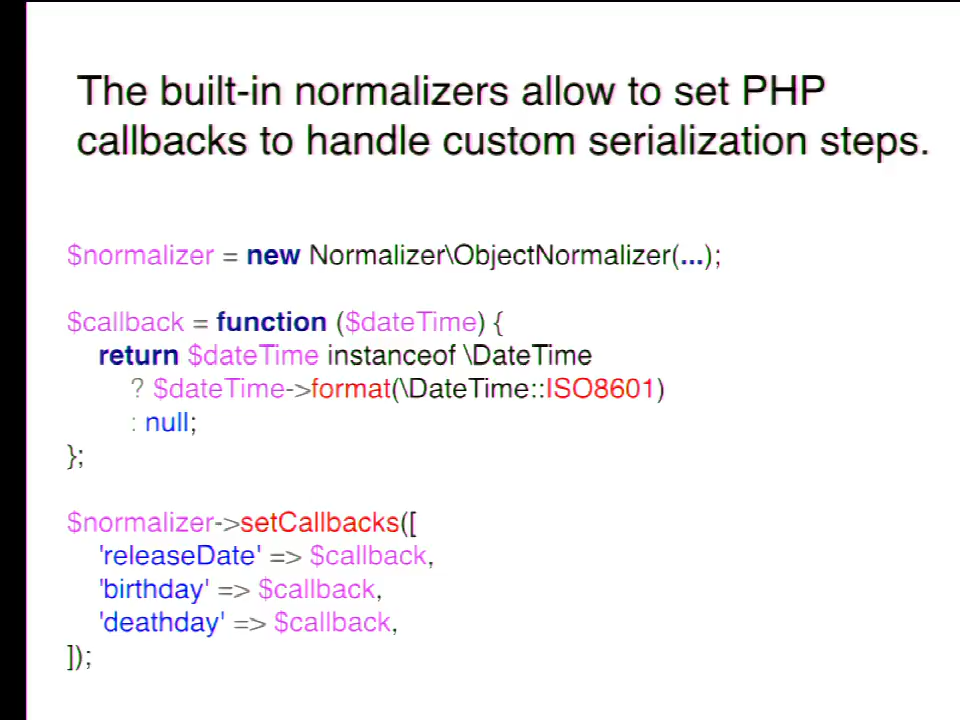 The built-in normalizers allow to set PHP
callbacks to handle custom serialization steps.
$normalizer = new Normalizer\ObjectNormalizer(...);
$callback = function ($dateTime) {
return $dateTime instanceof \DateTime
? $dateTime->format(\DateTime::ISO8601)
: null;
};
$normalizer->setCallbacks([
'releaseDate' => $callback,
'birthday' => $callback,
'deathday' => $callback,
]);